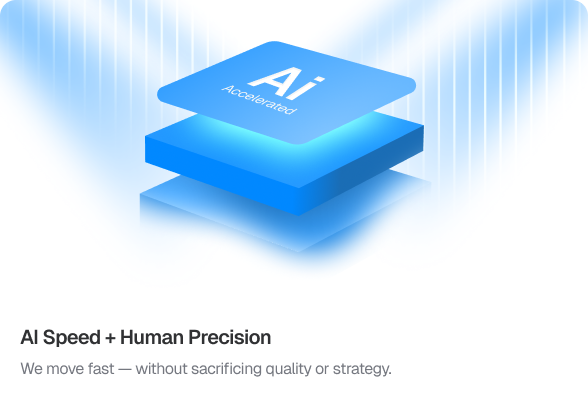 Ai
Accelerated
AI Speed + Human Precision
We move fast — without sacrificing quality or strategy.